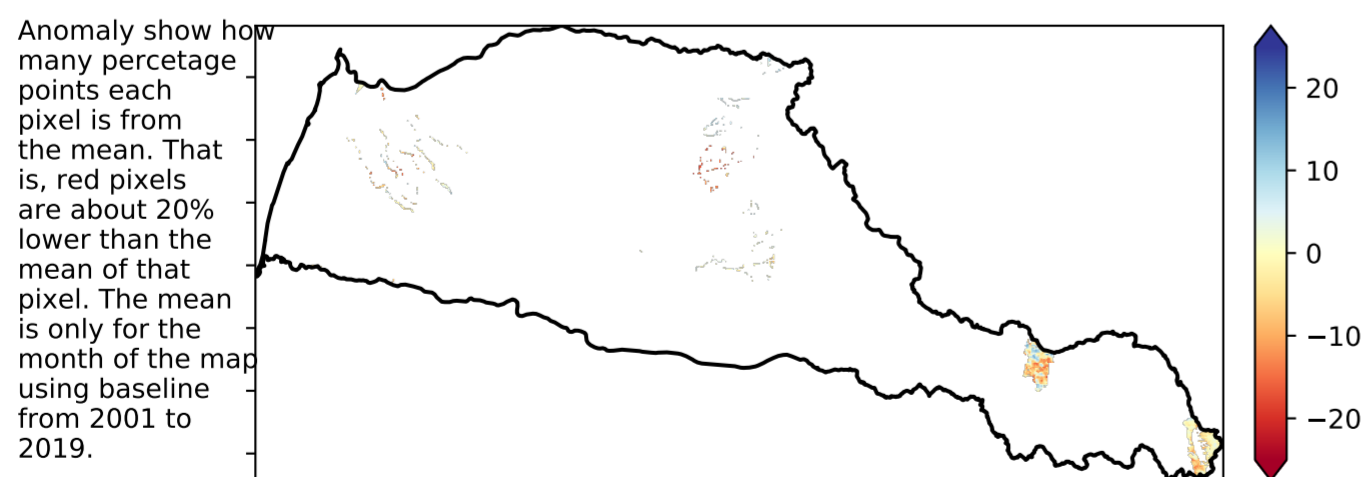 Anomaly show how
many percetage
points each
pixel is from
the mean. That
is, red pixels
are about 20%
lower than the
mean of that
pixel. The mean
is only for the
month of the map
using baseline
from 2001 to
2019.
20
10
0
−10
−20